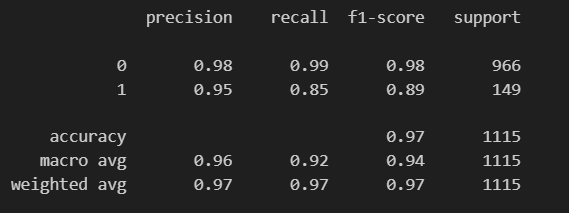 precision recall f1-score support
0 0.98 0.99 0.98 966
1 0.95 0.85 0.89 149
accuracy 0.97 1115
macro avg 0.96 0.92 0.94 1115
weighted avg 0.97 0.97 0.97 1115